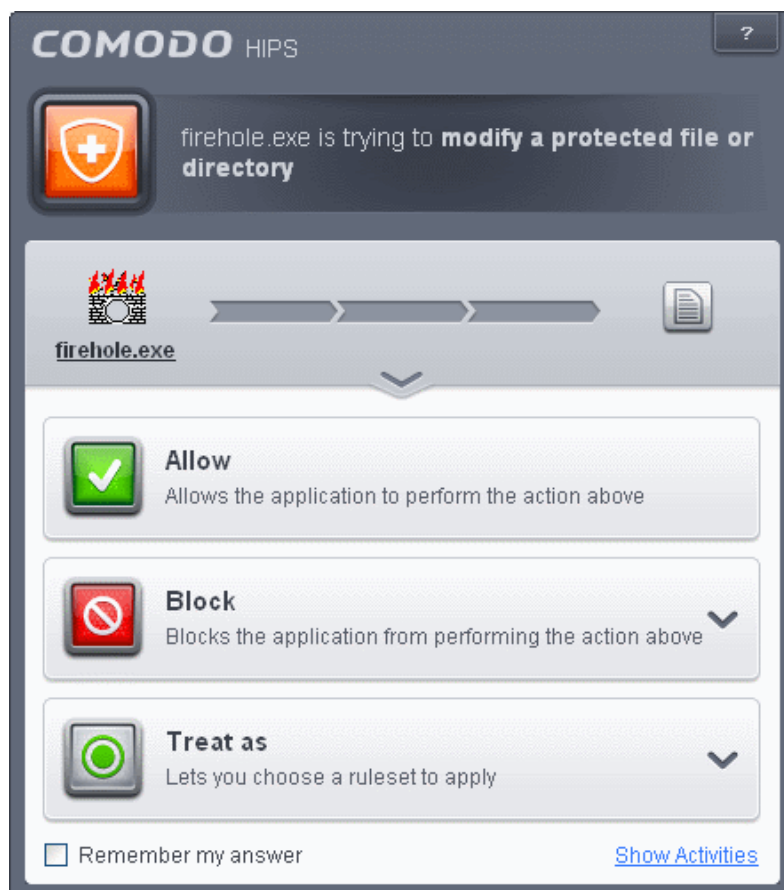 COMODO HIPS
?
firehole.exe is trying to modify a protected file or
directory
firehole.exe
Allow
Allows the application to perform the action above
Block
Blocks the application from performing the action above
Treat as
Lets you choose a ruleset to apply
Remember my answer
Show Activities